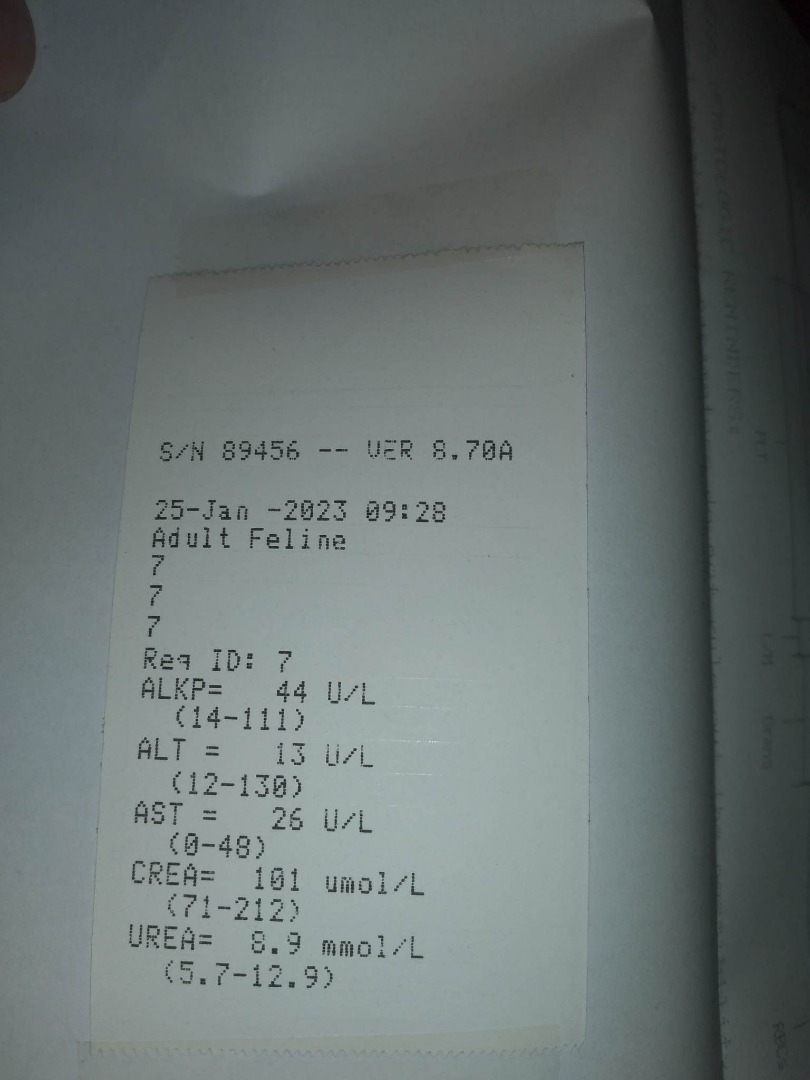 S/N 89456 -- VER 8.70A
25-Jan -2023 09:28
Adult Feline
7
7
7
Req ID: 7
ALKP= 44 U/L
(14-111)
ALT = 13 U/L
(12-130)
AST = 26 U/L
(0-48)
CREA= 101 umol/L
(71-212)
UREA= 8.9 mmol/L
(5.7-12.9)